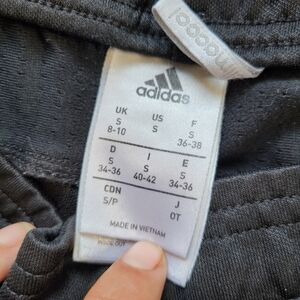 climacool
adidas
UK US F
S S S
8-10 36-38
D I E
S S S
34-36 40-42 34-36
CDN J
S/P OT
MADE IN VIETNAM